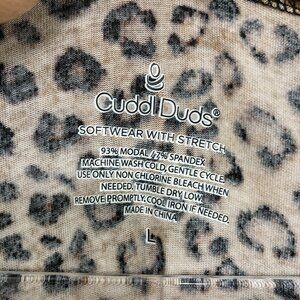 Cuddl Duds®
SOFTWEAR WITH STRETCH
93% MODAL 7% SPANDEX
MACHINE WASH COLD, GENTLE CYCLE.
USE ONLY NON CHLORINE BLEACH WHEN
NEEDED. TUMBLE DRY LOW.
REMOVE PROMPTLY. COOL IRON IF NEEDED.
MADE IN CHINA
L